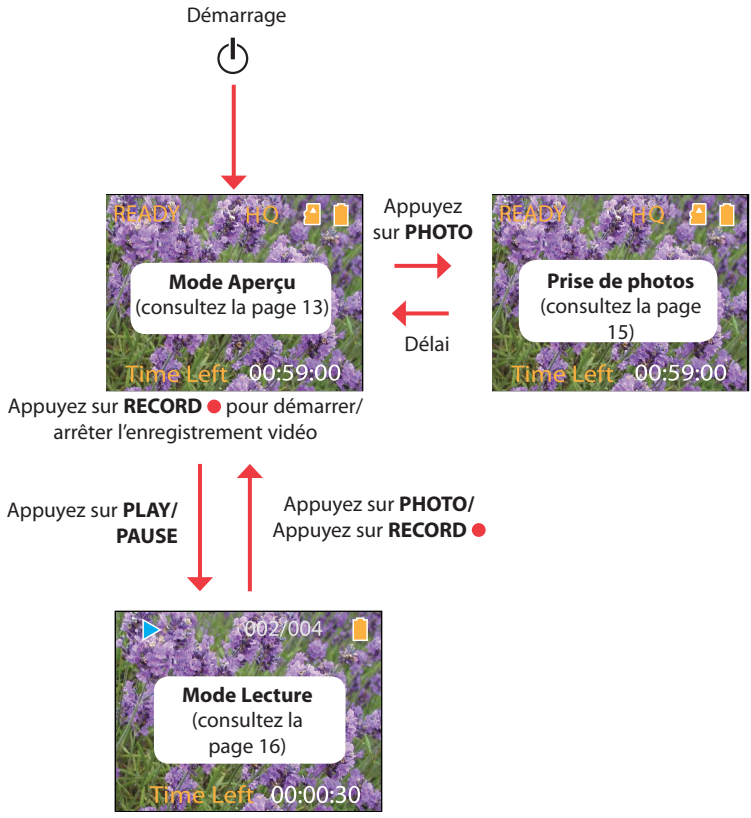 Démarrage
READY HQ
Mode Aperçu
(consultez la page 13)
Time Left 00:59:00
Appuyez
sur PHOTO
Délai
READY HQ
Prise de photos
(consultez la page
15)
Time Left 00:59:00
Appuyez sur RECORD ● pour démarrer/
arrêter l’enregistrement vidéo
Appuyez sur PLAY/
PAUSE
Appuyez sur PHOTO/
Appuyez sur RECORD ●
002/004
Mode Lecture
(consultez la
page 16)
Time Left 00:00:30